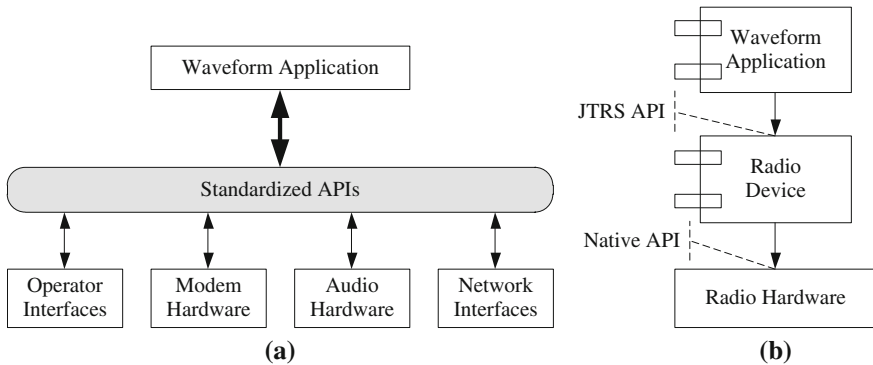 Waveform Application
Standardized APIs
Operator
Interfaces
Modem
Hardware
Audio
Hardware
Network
Interfaces
(a)
Waveform
Application
JTRS API
Radio
Device
Native API
Radio Hardware
(b)